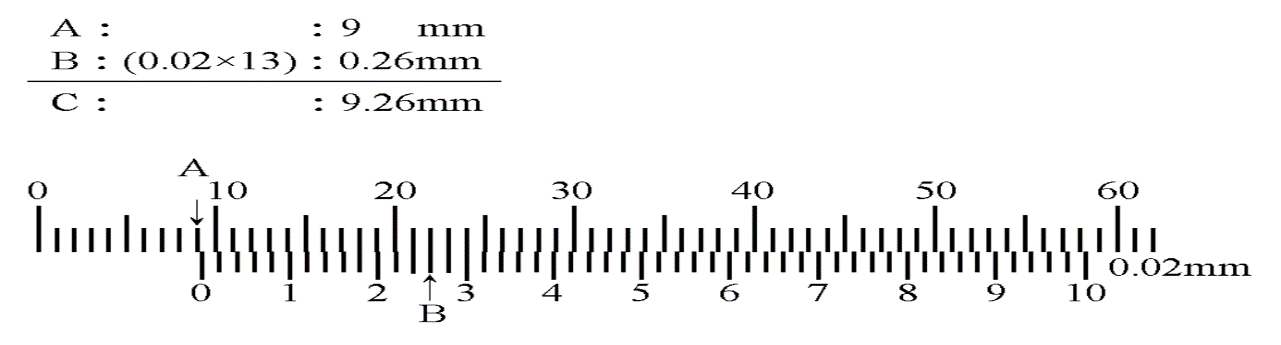 A : : 9 mm
B : (0.02×13) : 0.26mm
C : : 9.26mm
A
0 10 20 30 40 50 60
0.02mm
0 1 2 3 4 5 6 7 8 9 10
B